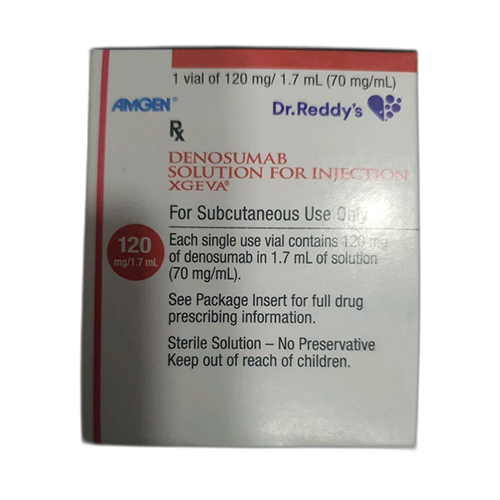 1 vial of 120 mg/ 1.7 mL (70 mg/mL)
AMGEN®
Dr.Reddy's
Rx
DENOSUMAB
SOLUTION FOR INJECTION
XGEVA®
For Subcutaneous Use Only
120
mg/1.7 mL
Each single use vial contains 120 mg
of denosumab in 1.7 mL of solution
(70 mg/mL).
See Package Insert for full drug
prescribing information.
Sterile Solution – No Preservative
Keep out of reach of children.